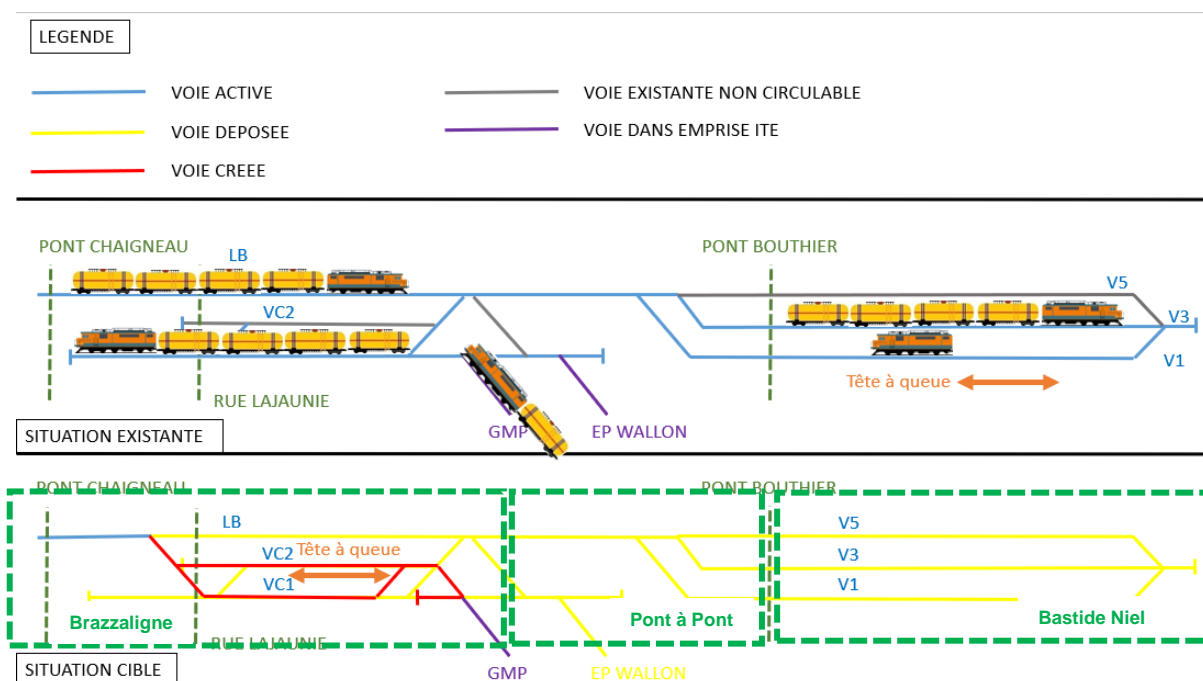 LEGENDE
VOIE ACTIVE
VOIE EXISTANTE NON CIRCULABLE
VOIE DEPOSEE
VOIE DANS EMPRISE ITE
VOIE CREEE
PONT CHAIGNEAU
PONT BOUTHIER
LB
V5
VC2
V3
V1
Tête à queue
RUE LAJAUNIE
GMP
EP WALLON
SITUATION EXISTANTE
PONT CHAIGNEAU
PONT BOUTHIER
LB
V5
VC2
Tête à queue
V3
VC1
V1
Brazzaligne
Pont à Pont
Bastide Niel
RUE LAJAUNIE
GMP
EP WALLON
SITUATION CIBLE